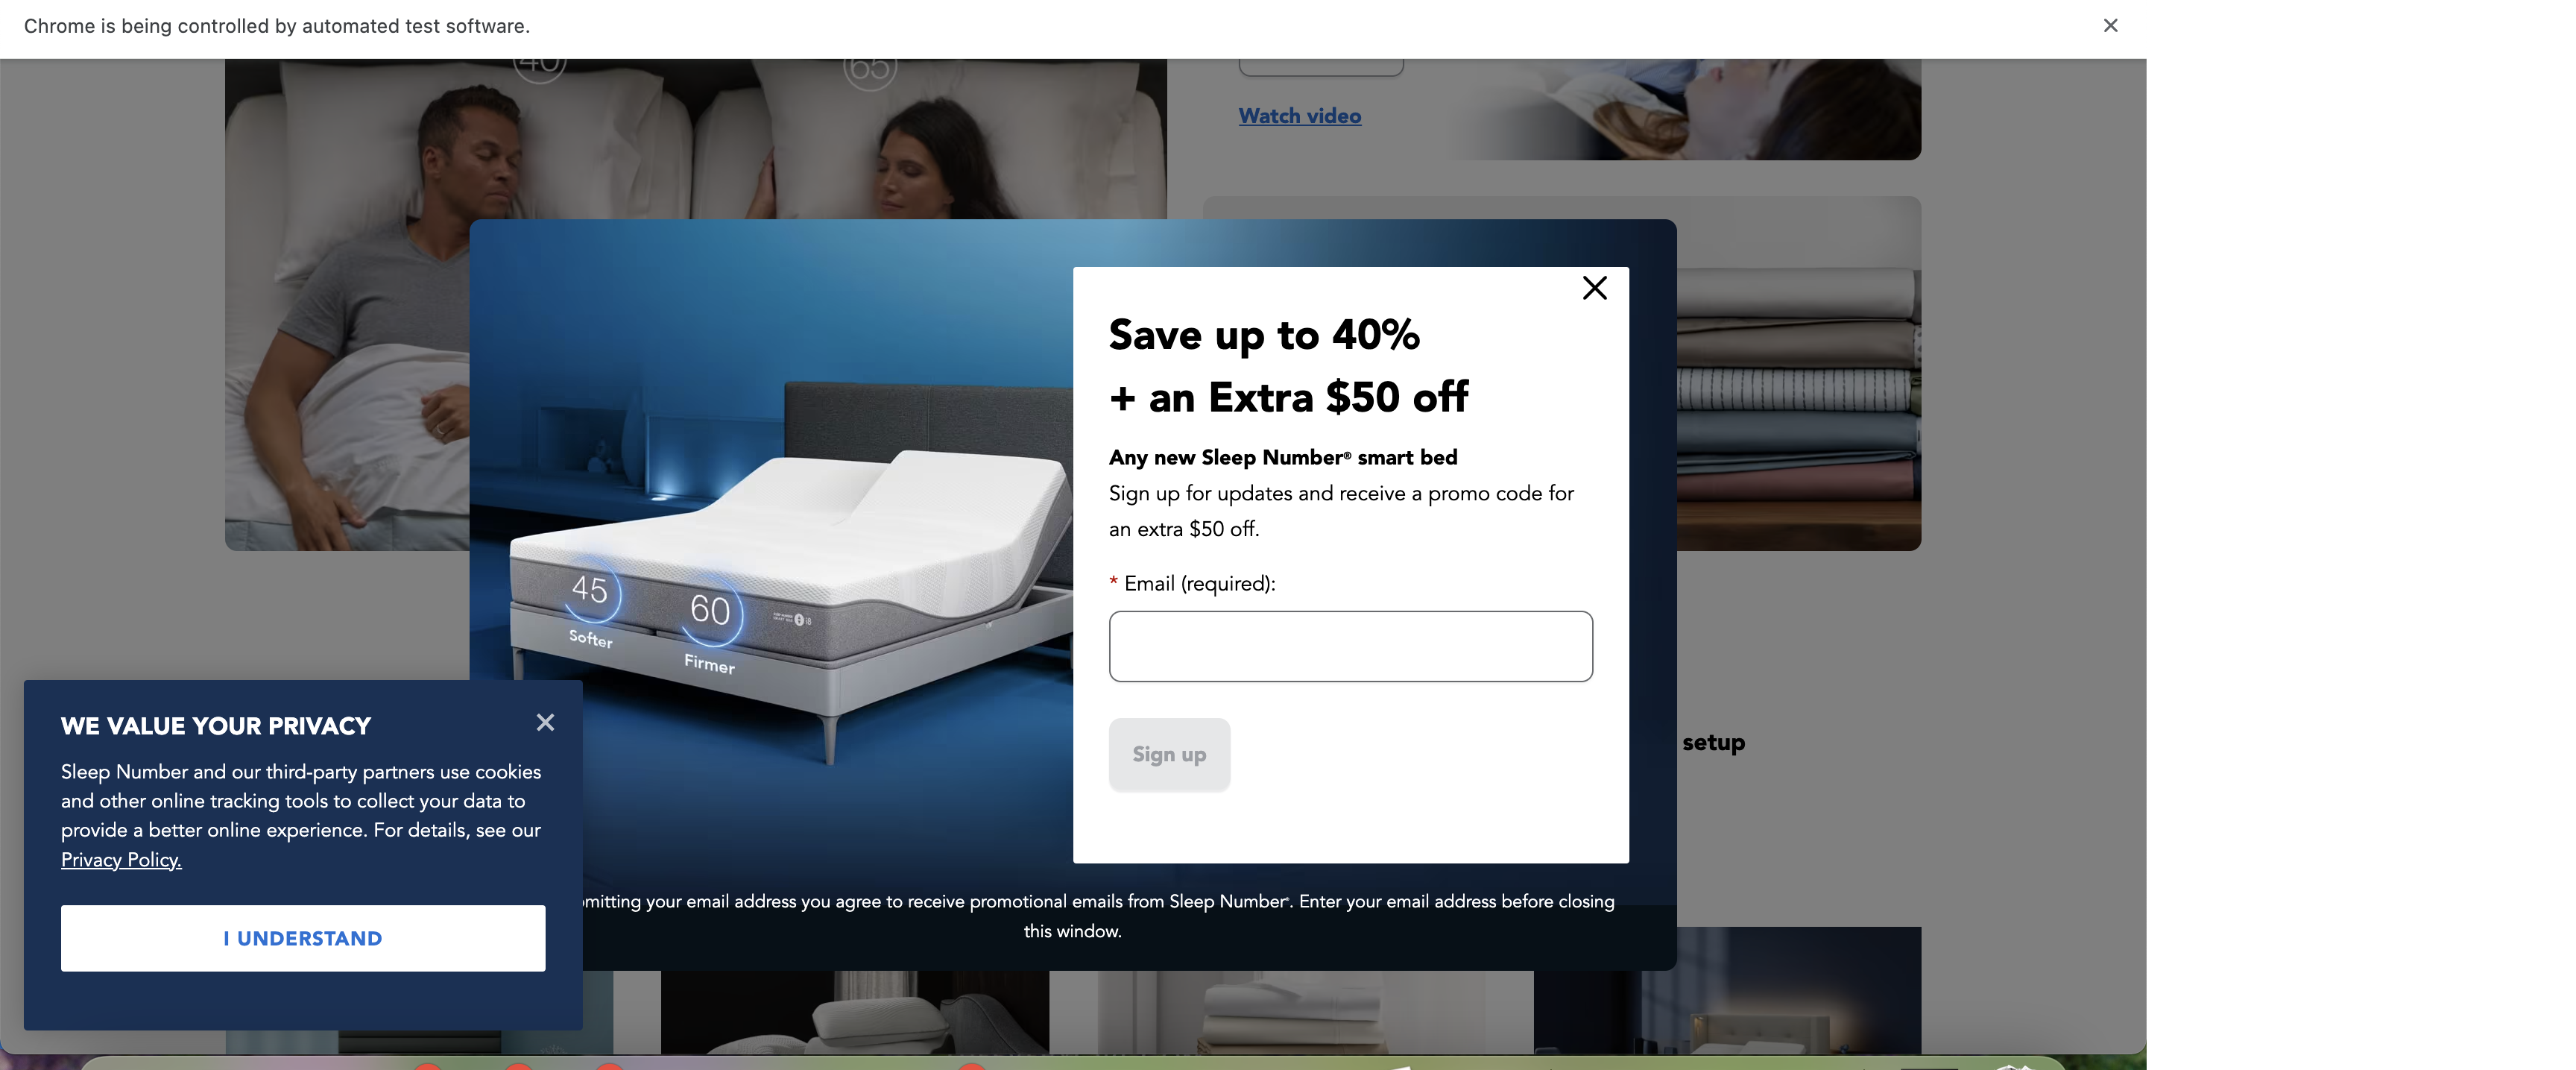 Chrome is being controlled by automated test software.
40
65
Watch video
Save up to 40%
+ an Extra $50 off
Any new Sleep Number® smart bed
Sign up for updates and receive a promo code for
an extra $50 off.
* Email (required):
Sign up
45
Softer
60
Firmer
setup
WE VALUE YOUR PRIVACY
Sleep Number and our third-party partners use cookies
and other online tracking tools to collect your data to
provide a better online experience. For details, see our
Privacy Policy.
I UNDERSTAND
your email address you agree to receive promotional emails from Sleep Number®. Enter your email address before closing
this window.